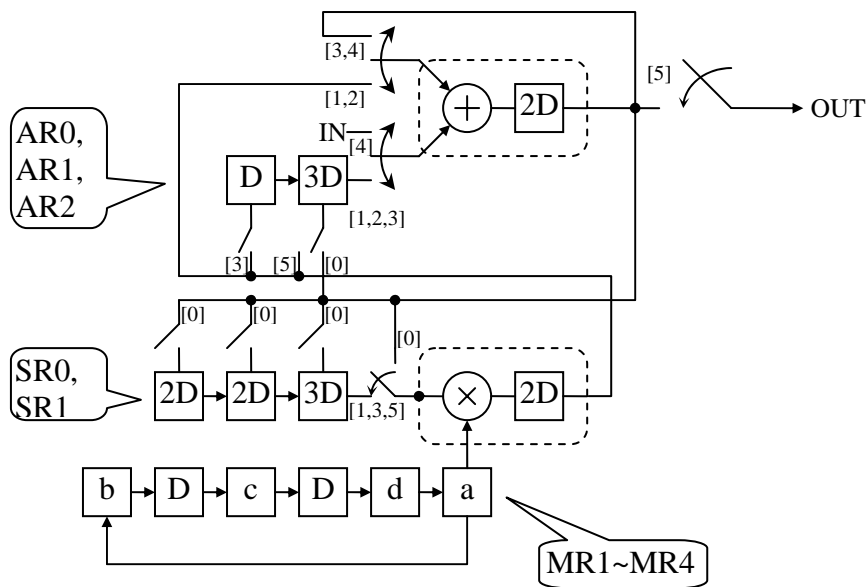 [3,4]
[5]
[1,2]
+
2D
OUT
AR0,
AR1,
AR2
IN
[4]
D
3D
[1,2,3]
[3]
[5]
[0]
[0]
[0]
[0]
[0]
SR0,
SR1
2D
2D
3D
[1,3,5]
×
2D
b
D
c
D
d
a
MR1~MR4